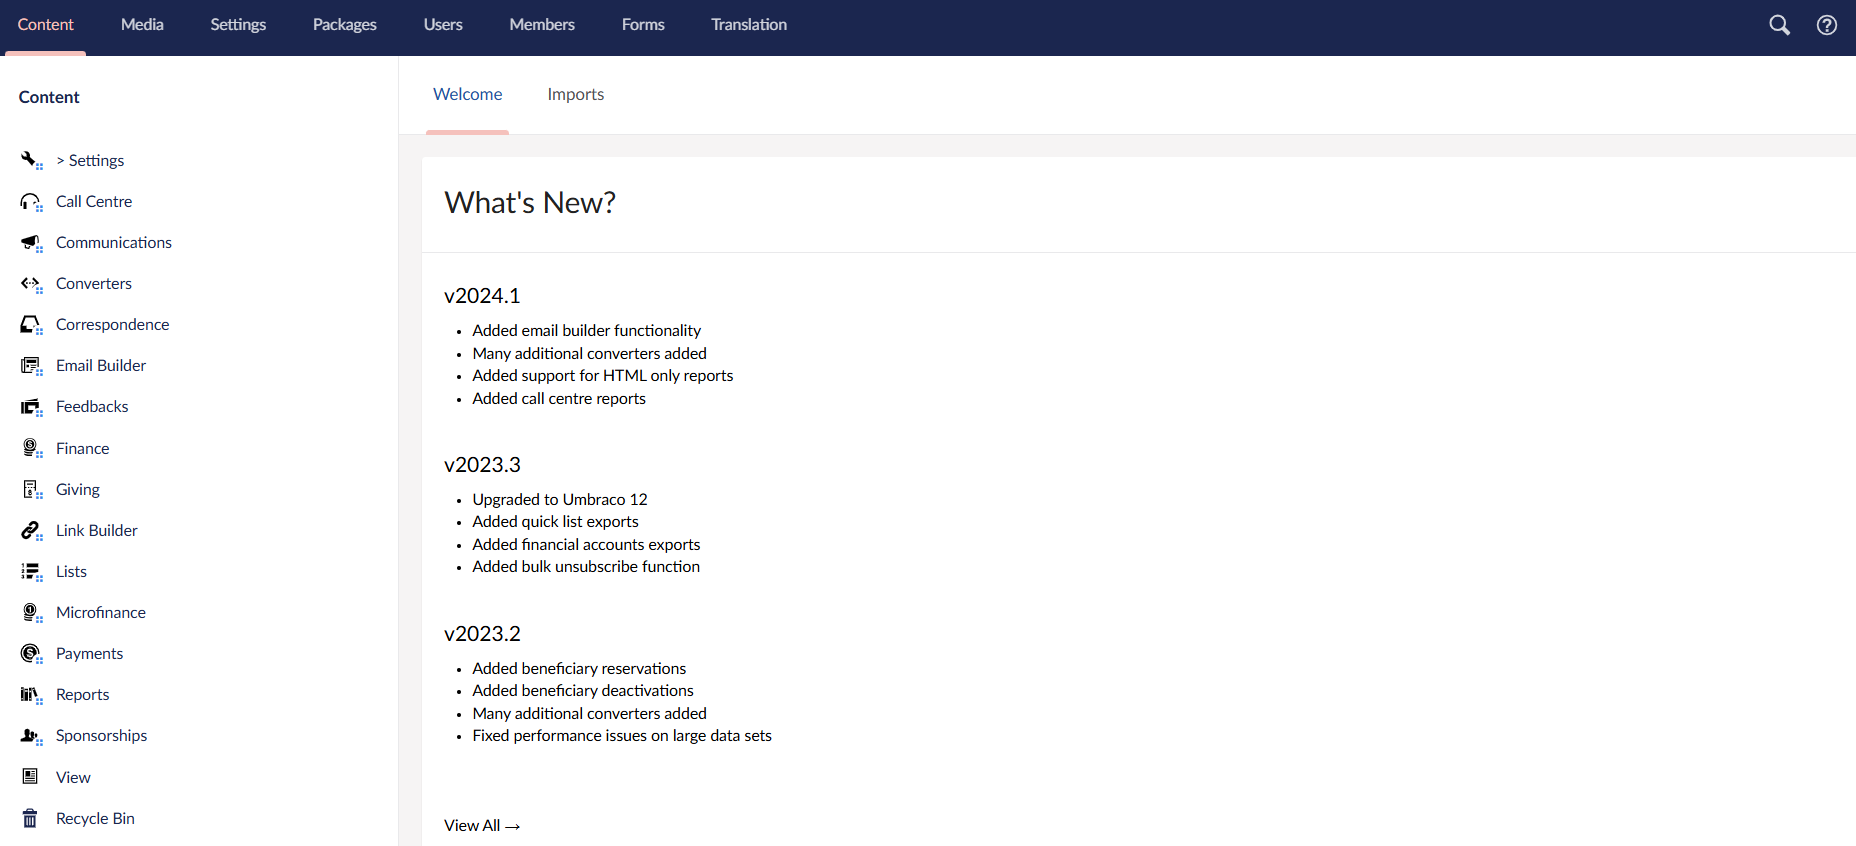 Content Media Settings Packages Users Members Forms Translation
Content
> Settings
Call Centre
Communications
Converters
Correspondence
Email Builder
Feedbacks
Finance
Giving
Link Builder
Lists
Microfinance
Payments
Reports
Sponsorships
View
Recycle Bin
Welcome Imports
What's New?
v2024.1
• Added email builder functionality
• Many additional converters added
• Added support for HTML only reports
• Added call centre reports
v2023.3
• Upgraded to Umbraco 12
• Added quick list exports
• Added financial accounts exports
• Added bulk unsubscribe function
v2023.2
• Added beneficiary reservations
• Added beneficiary deactivations
• Many additional converters added
• Fixed performance issues on large data sets
View All →